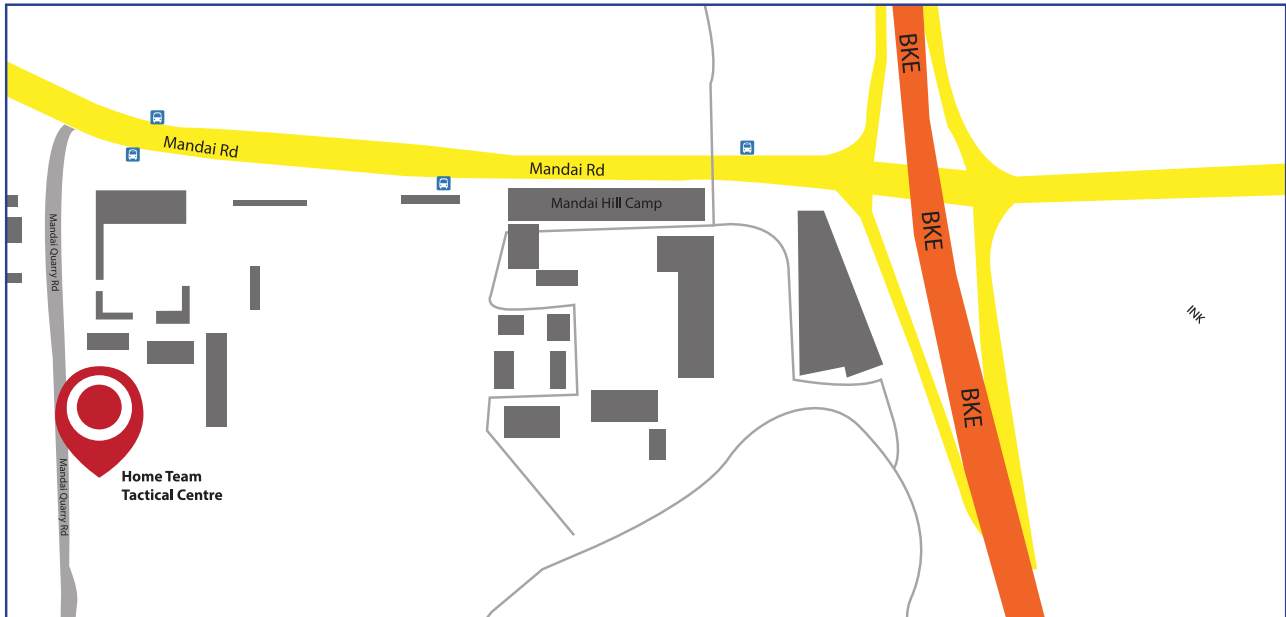 BKE
Mandai Rd
Mandai Rd
Mandai Hill Camp
Mandai Quarry Rd
BKE
INK
BKE
Home Team
Tactical Centre
Mandai Quarry Rd